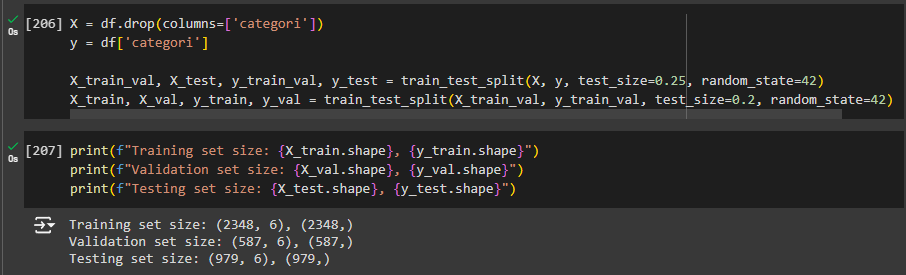 [206] X = df.drop(columns=['categori'])
y = df['categori']
X_train_val, X_test, y_train_val, y_test = train_test_split(X, y, test_size=0.25, random_state=42)
X_train, X_val, y_train, y_val = train_test_split(X_train_val, y_train_val, test_size=0.2, random_state=42)
0s
[207] print(f"Training set size: {X_train.shape}, {y_train.shape}")
print(f"Validation set size: {X_val.shape}, {y_val.shape}")
print(f"Testing set size: {X_test.shape}, {y_test.shape}")
0s
Training set size: (2348, 6), (2348,)
Validation set size: (587, 6), (587,)
Testing set size: (979, 6), (979,)